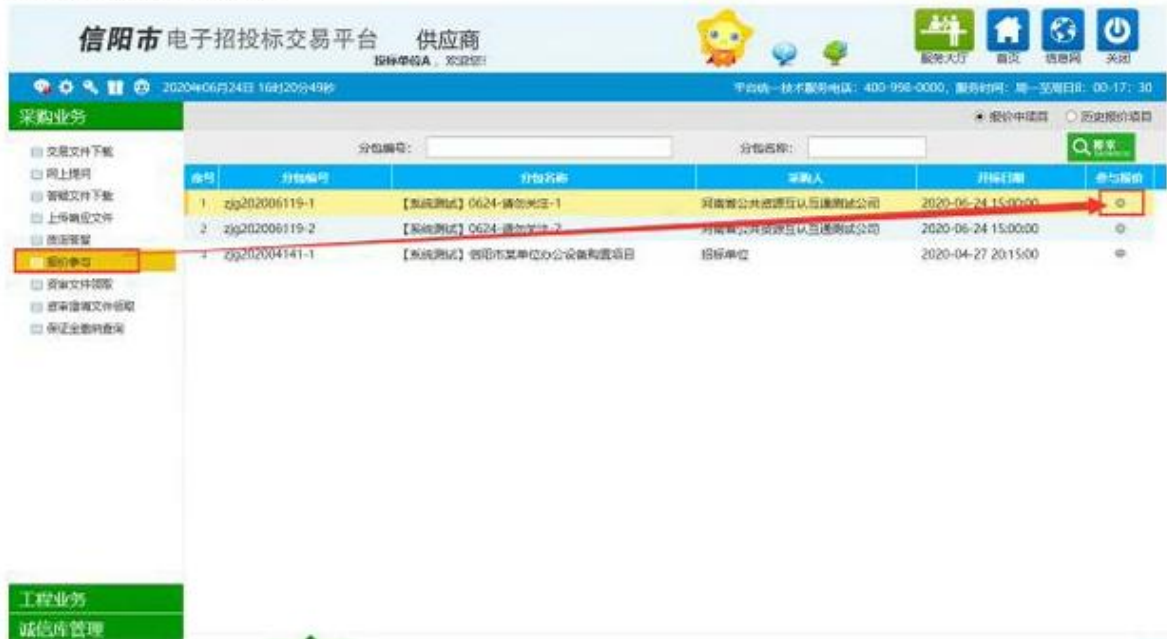 信阳市 电子招投标交易平台 供应商
投标单位A，欢迎您!
服务大厅 首页 信息网 关闭
2020年06月24日 16时20分49秒 平台统一技术服务电话：400-998-0000，服务时间：周一至周日8：00-17：30
采购业务 报价中项目 历史报价项目
分包编号： 分包名称： 搜索
交易文件下载
网上提问
答疑文件下载
上传响应文件
报价参与
资审文件领取
资审澄清文件领取
保证金缴纳查询
序号 分包编号 分包名称 采购人 开标日期 参与报价
1 zjg202006119-1 【系统测试】0624-请勿关注-1 河南省公共资源互认互通测试公司 2020-06-24 15:00:00
2 zjg202006119-2 【系统测试】0624-请勿关注-2 河南省公共资源互认互通测试公司 2020-06-24 15:00:00
3 zjg202004141-1 【系统测试】信阳市某单位办公设备购置项目 招标单位 2020-04-27 20:15:00
工程业务
诚信库管理